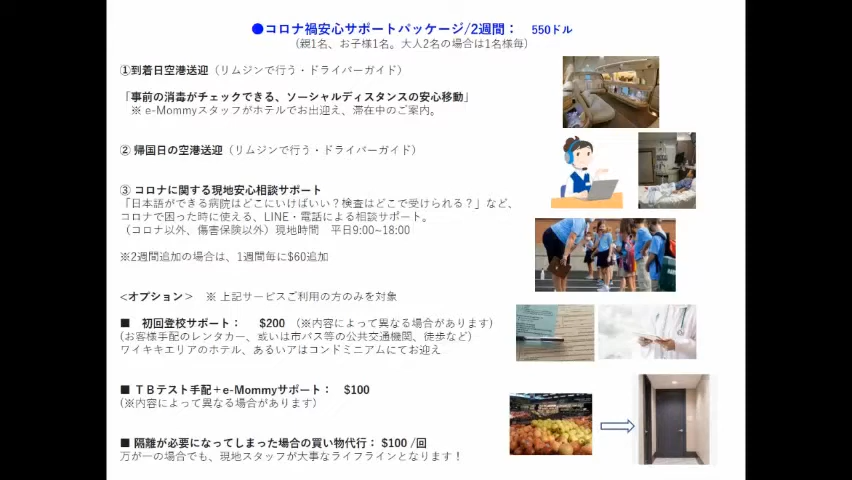 ●コロナ禍安心サポートパッケージ/2週間： 550ドル
（親1名、お子様1名。大人2名の場合は1名様毎）
①到着日空港送迎（リムジンで行う・ドライバーガイド）
「事前の消毒がチェックできる、ソーシャルディスタンスの安心移動」
※ e-Mommyスタッフがホテルでお出迎え、滞在中のご案内。
② 帰国日の空港送迎（リムジンで行う・ドライバーガイド）
③ コロナに関する現地安心相談サポート
「日本語ができる病院はどこにいけばいい？検査はどこで受けられる？」など、
コロナで困った時に使える、LINE・電話による相談サポート。
（コロナ以外、傷害保険以外）現地時間 平日9:00~18:00
※2週間追加の場合は、1週間毎に$60追加
<オプション＞ ※ 上記サービスご利用の方のみを対象
■ 初回登校サポート： $200 （※内容によって異なる場合があります）
(お客様手配のレンタカー、或いは市バス等の公共交通機関、徒歩など）
ワイキキエリアのホテル、あるいアはコンドミニアムにてお迎え
■ ＴＢテスト手配＋e-Mommyサポート： $100
(※内容によって異なる場合があります）
■ 隔離が必要になってしまった場合の買い物代行： $100 /回
万が一の場合でも、現地スタッフが大事なライフラインとなります！